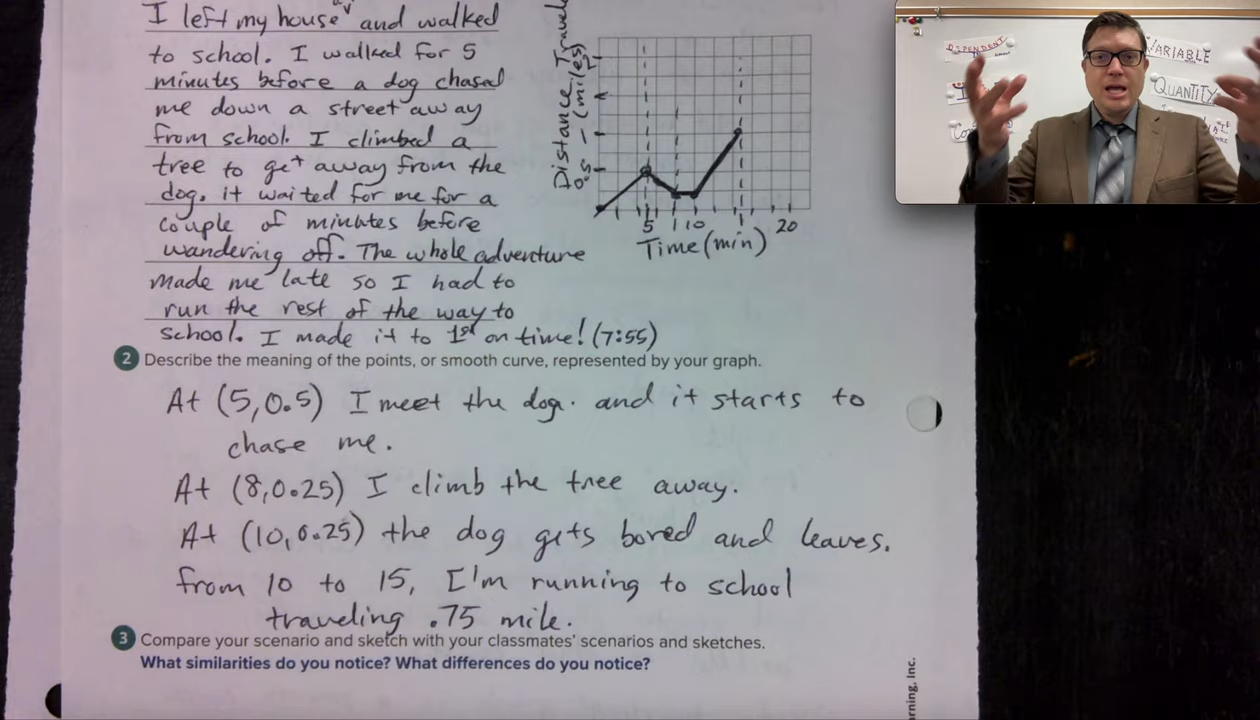 I left my house and walked
to school. I walked for 5
minutes before a dog chased
me down a street away
from school. I climbed a
tree to get away from the
dog, it waited for me for a
couple of minutes before
wandering off. The whole adventure
made me late so I had to
run the rest of the way to
school. I made it to 1st on time! (7:55)
Distance
(miles)
0.5
5 10 20
Time (min)
DEPENDENT
VARIABLE
QUANTITY
2 Describe the meaning of the points, or smooth curve, represented by your graph.
At (5,0.5) I meet the dog. and it starts to
chase me.
At (8,0.25) I climb the tree away.
At (10,0.25) the dog gets bored and leaves.
from 10 to 15, I'm running to school
traveling .75 mile.
3 Compare your scenario and sketch with your classmates' scenarios and sketches.
What similarities do you notice? What differences do you notice?
rning, Inc.